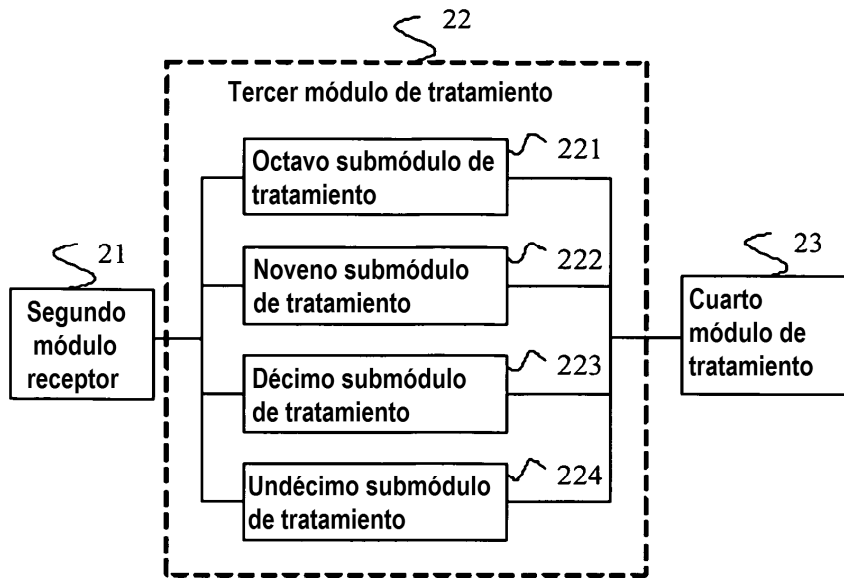 22
Tercer módulo de tratamiento
Octavo submódulo de
tratamiento
221
21
Segundo
módulo
receptor
Noveno submódulo
de tratamiento
222
Décimo submódulo
de tratamiento
223
Undécimo submódulo
de tratamiento
224
23
Cuarto
módulo de
tratamiento